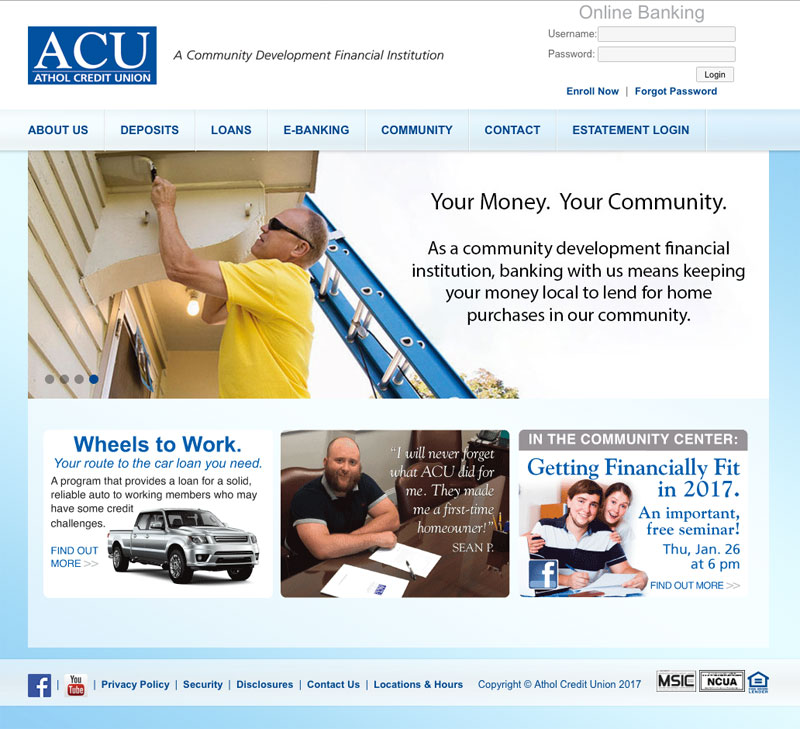 Online Banking
Username:
ACU
ATHOL CREDIT UNION
A Community Development Financial Institution
Password:
Login
Enroll Now | Forgot Password
ABOUT US
DEPOSITS
LOANS
E-BANKING
COMMUNITY
CONTACT
ESTATEMENT LOGIN
Your Money. Your Community.
As a community development financial
institution, banking with us means keeping
your money local to lend for home
purchases in our community.
Wheels to Work.
Your route to the car loan you need.
A program that provides a loan for a solid,
reliable auto to working members who may
have some credit
challenges.
FIND OUT
MORE >>
“I will never forget
what ACU did for
me. They made
me a first-time
homeowner!”
SEAN P.
IN THE COMMUNITY CENTER:
Getting Financially Fit
in 2017.
An important,
free seminar!
Thu, Jan. 26
at 6 pm
f
FIND OUT MORE >>
f | You Tube | Privacy Policy | Security | Disclosures | Contact Us | Locations & Hours Copyright © Athol Credit Union 2017 MSIC NCUA